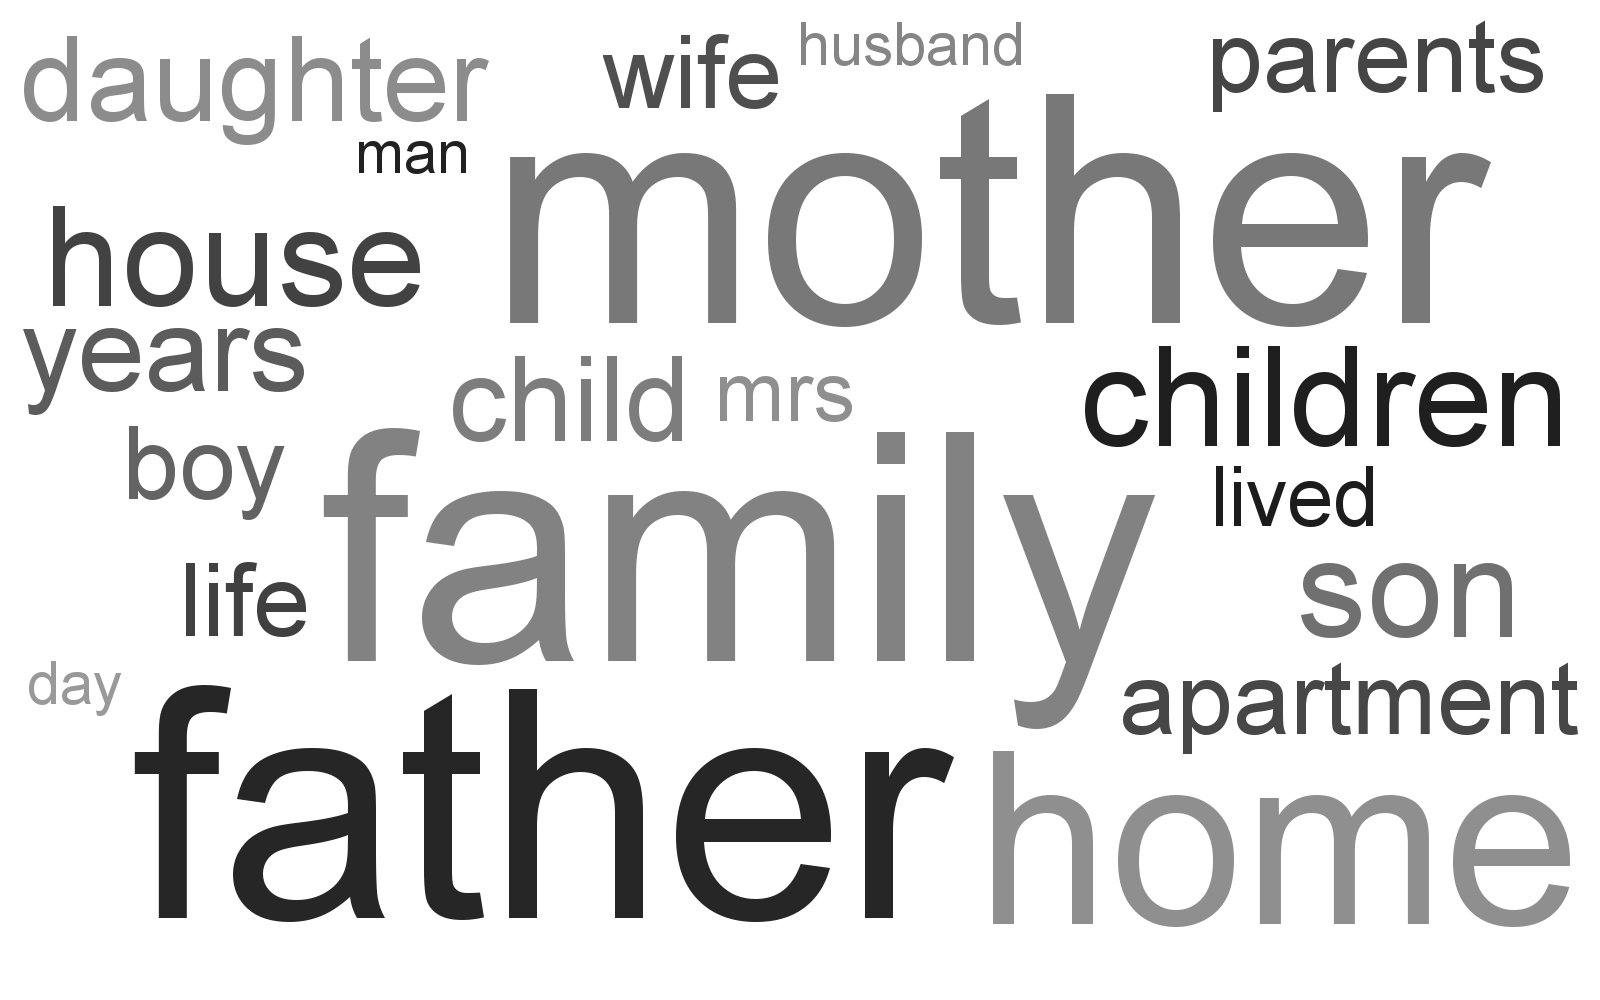 daughter
wife
husband
parents
man
mother
house
years
child
mrs
children
boy
family
lived
life
son
day
apartment
father
home